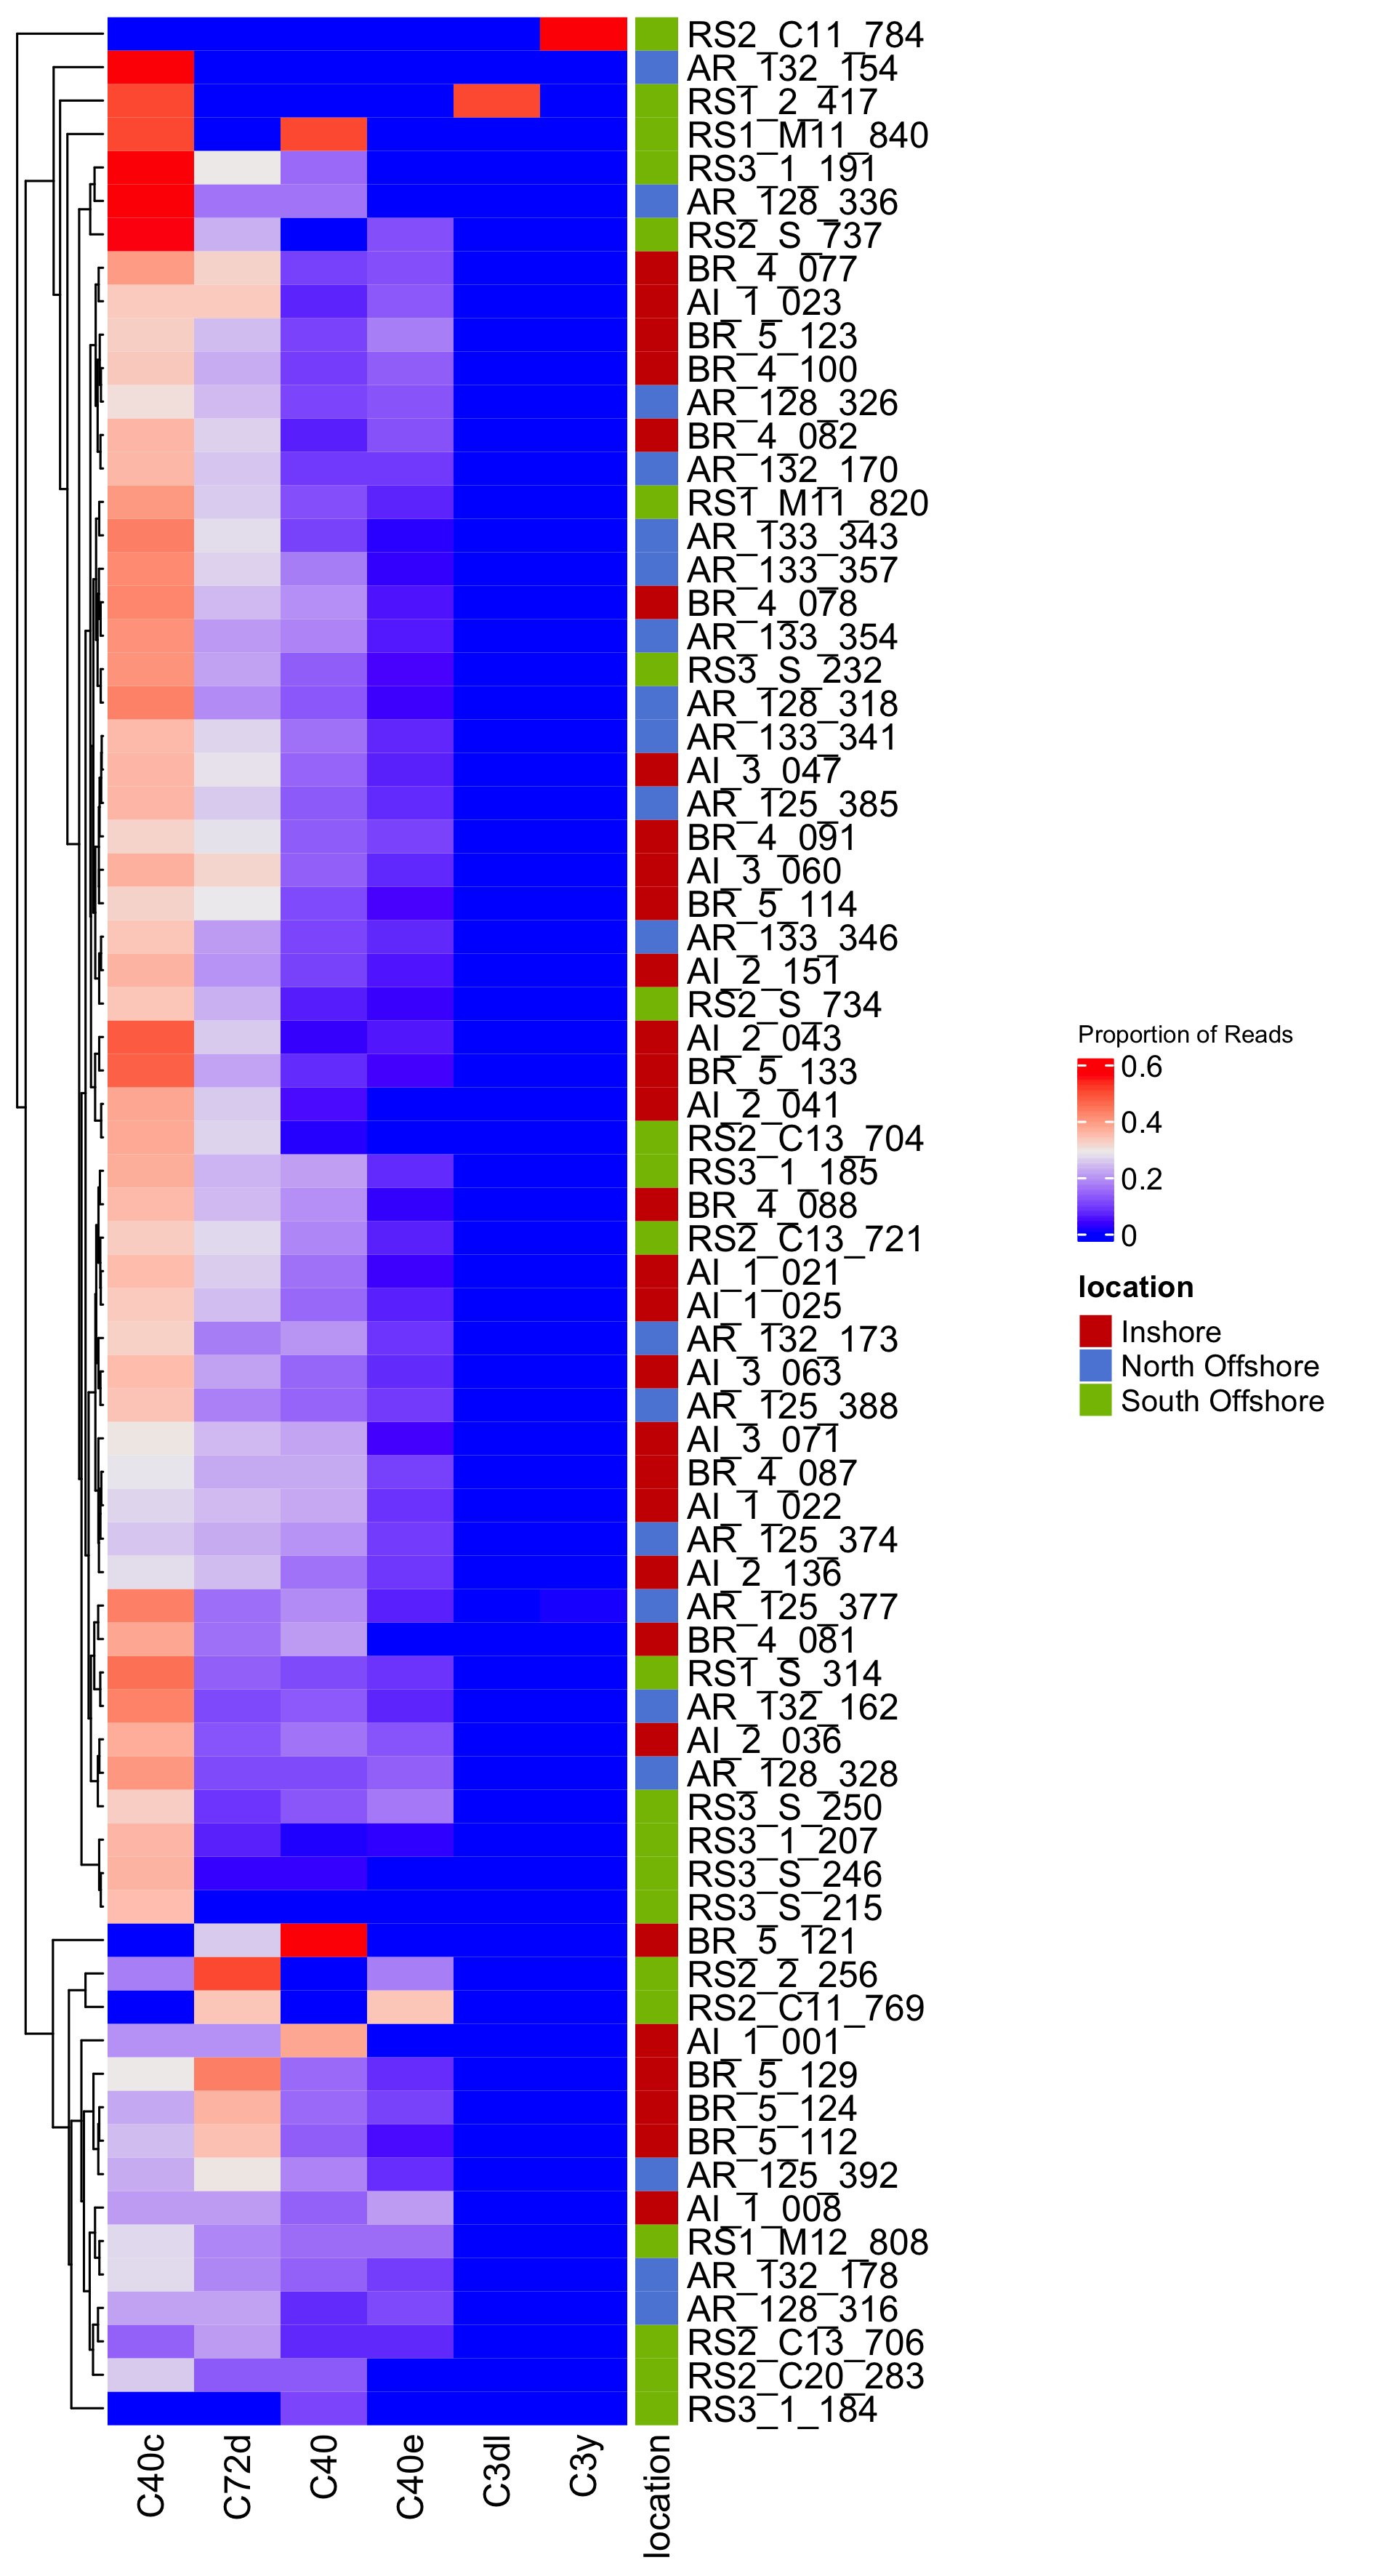 RS2_C11_784
AR_132_154
RS1_2_417
RS1_M11_840
RS3_1_191
AR_128_336
RS2_S_737
BR_4_077
AI_1_023
BR_5_123
BR_4_100
AR_128_326
BR_4_082
AR_132_170
RS1_M11_820
AR_133_343
AR_133_357
BR_4_078
AR_133_354
RS3_S_232
AR_128_318
AR_133_341
AI_3_047
AR_125_385
BR_4_091
AI_3_060
BR_5_114
AR_133_346
AI_2_151
RS2_S_734
AI_2_043
BR_5_133
AI_2_041
RS2_C13_704
RS3_1_185
BR_4_088
RS2_C13_721
AI_1_021
AI_1_025
AR_132_173
AI_3_063
AR_125_388
AI_3_071
BR_4_087
AI_1_022
AR_125_374
AI_2_136
AR_125_377
BR_4_081
RS1_S_314
AR_132_162
AI_2_036
AR_128_328
RS3_S_250
RS3_1_207
RS3_S_246
RS3_S_215
BR_5_121
RS2_2_256
RS2_C11_769
AI_1_001
BR_5_129
BR_5_124
BR_5_112
AR_125_392
AI_1_008
RS1_M12_808
AR_132_178
AR_128_316
RS2_C13_706
RS2_C20_283
RS3_1_184
C40c
C72d
C40
C40e
C3dl
C3y
location
Proportion of Reads
0.6
0.4
0.2
0
location
Inshore
North Offshore
South Offshore